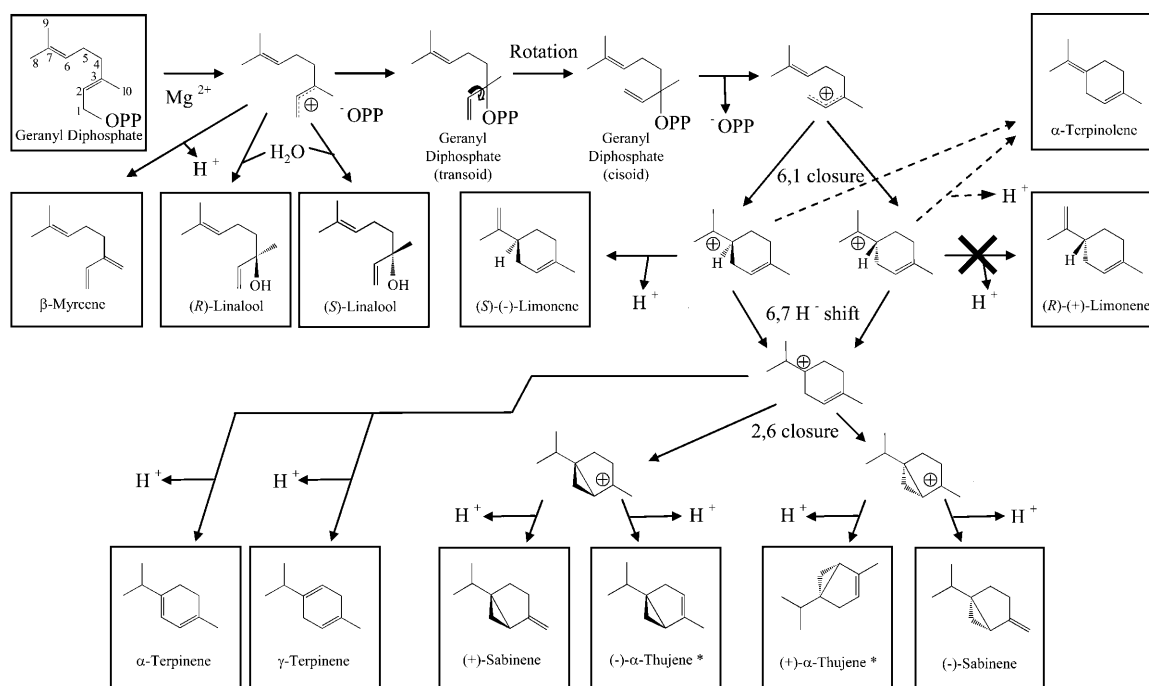 9
8
7
6
5
4
3
2
10
1
OPP
Geranyl Diphosphate
Mg 2+
⊕
-OPP
OPP
Geranyl
Diphosphate
(transoid)
Rotation
OPP
Geranyl
Diphosphate
(cisoid)
-OPP
⊕
α-Terpinolene
H +
H2O
6,1 closure
H +
β-Myrcene
OH
(R)-Linalool
OH
(S)-Linalool
H
(S)-(-)-Limonene
H +
⊕
H
⊕
H
H +
H
(R)-(+)-Limonene
6,7 H - shift
⊕
2,6 closure
⊕
⊕
H +
H +
H +
H +
H +
H +
α-Terpinene
γ-Terpinene
(+)-Sabinene
(-)-α-Thujene *
(+)-α-Thujene *
(-)-Sabinene